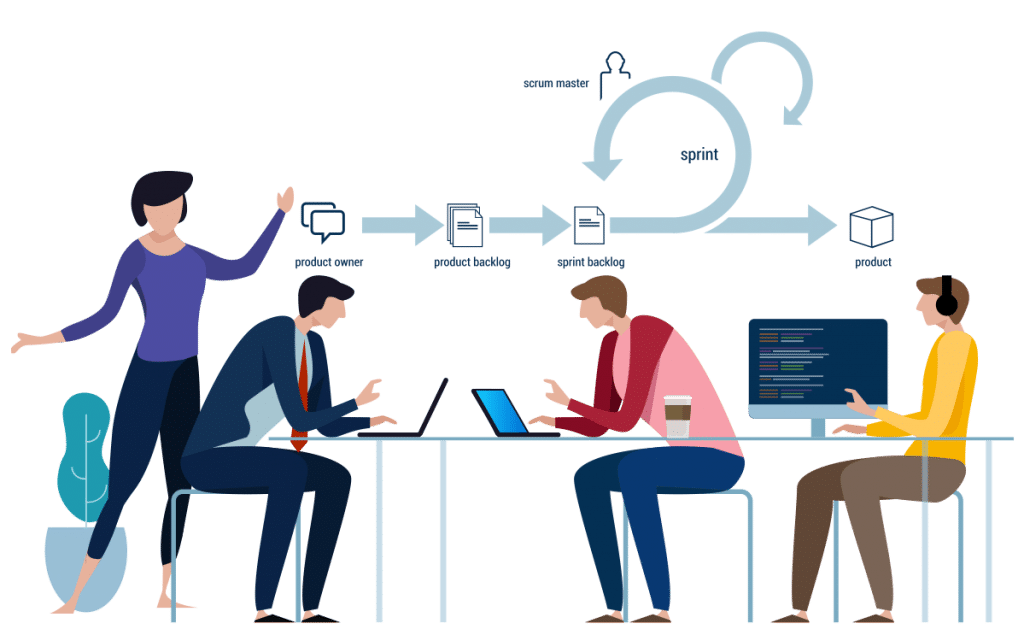 scrum master
sprint
product owner
product backlog
sprint backlog
product